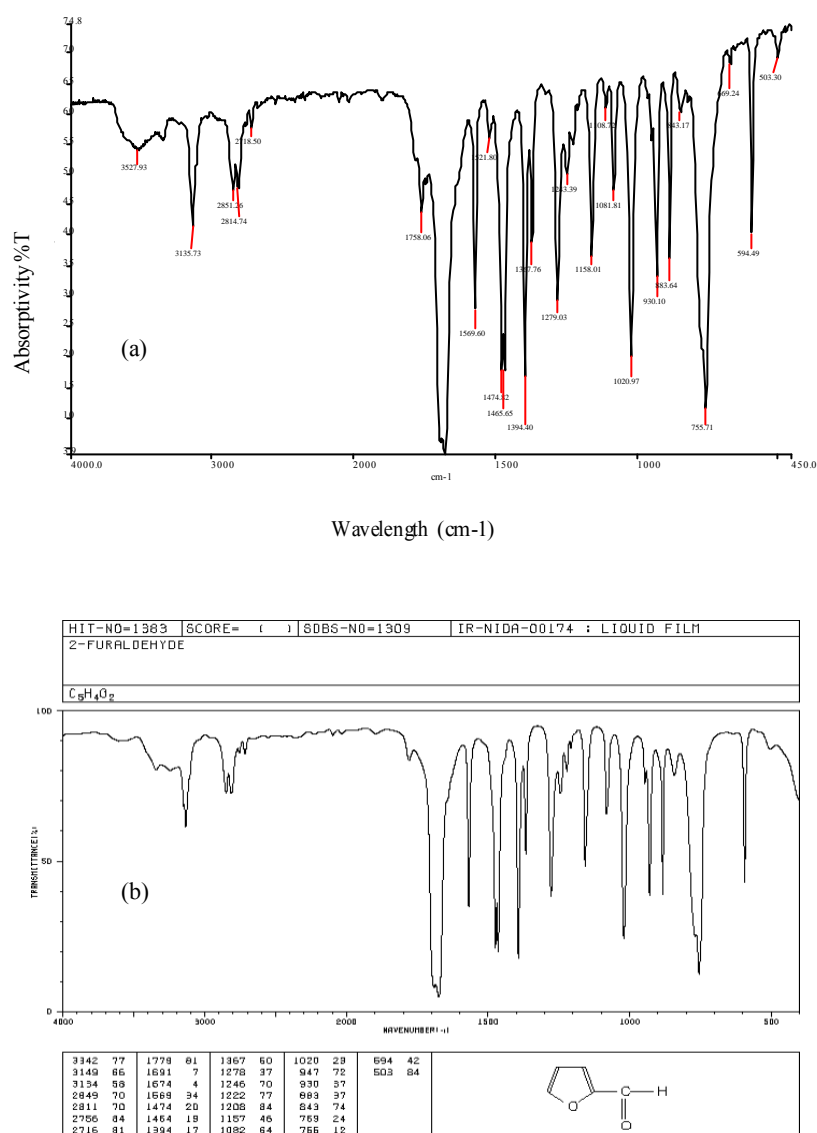 74.8
7.0
6.5
6.0
5.5
5.0
4.5
4.0
3.5
3.0
2.5
2.0
1.5
1.0
3.9
Absorptivity %T
3527.93
3135.73
2851.26
2814.74
2718.50
1758.06
1569.60
1521.80
1474.82
1465.65
1394.40
1367.76
1279.03
1243.39
1158.01
1108.72
1081.81
1020.97
930.10
883.64
843.17
755.71
669.24
594.49
503.30
(a)
4000.0 3000 2000 1500 1000 450.0
cm-1
Wavelength (cm-1)
HIT-NO=1383 SCORE= ( ) SDBS-NO=1309 IR-NIDA-00174 : LIQUID FILM
2-FURALDEHYDE
C5H4O2
100
50
0
TRANSMITTANCE(%)
(b)
4000 3000 2000 1500 1000 500
WAVENUMBER(-1)
3342 77 1778 81 1367 50 1020 23 594 42
3149 66 1691 7 1278 37 947 72 503 84
3134 58 1674 4 1246 70 930 37
2849 70 1569 34 1222 77 883 37
2811 70 1474 20 1208 84 843 74
2756 84 1464 19 1157 46 769 24
2716 81 1394 17 1082 64 756 12
O C H
O